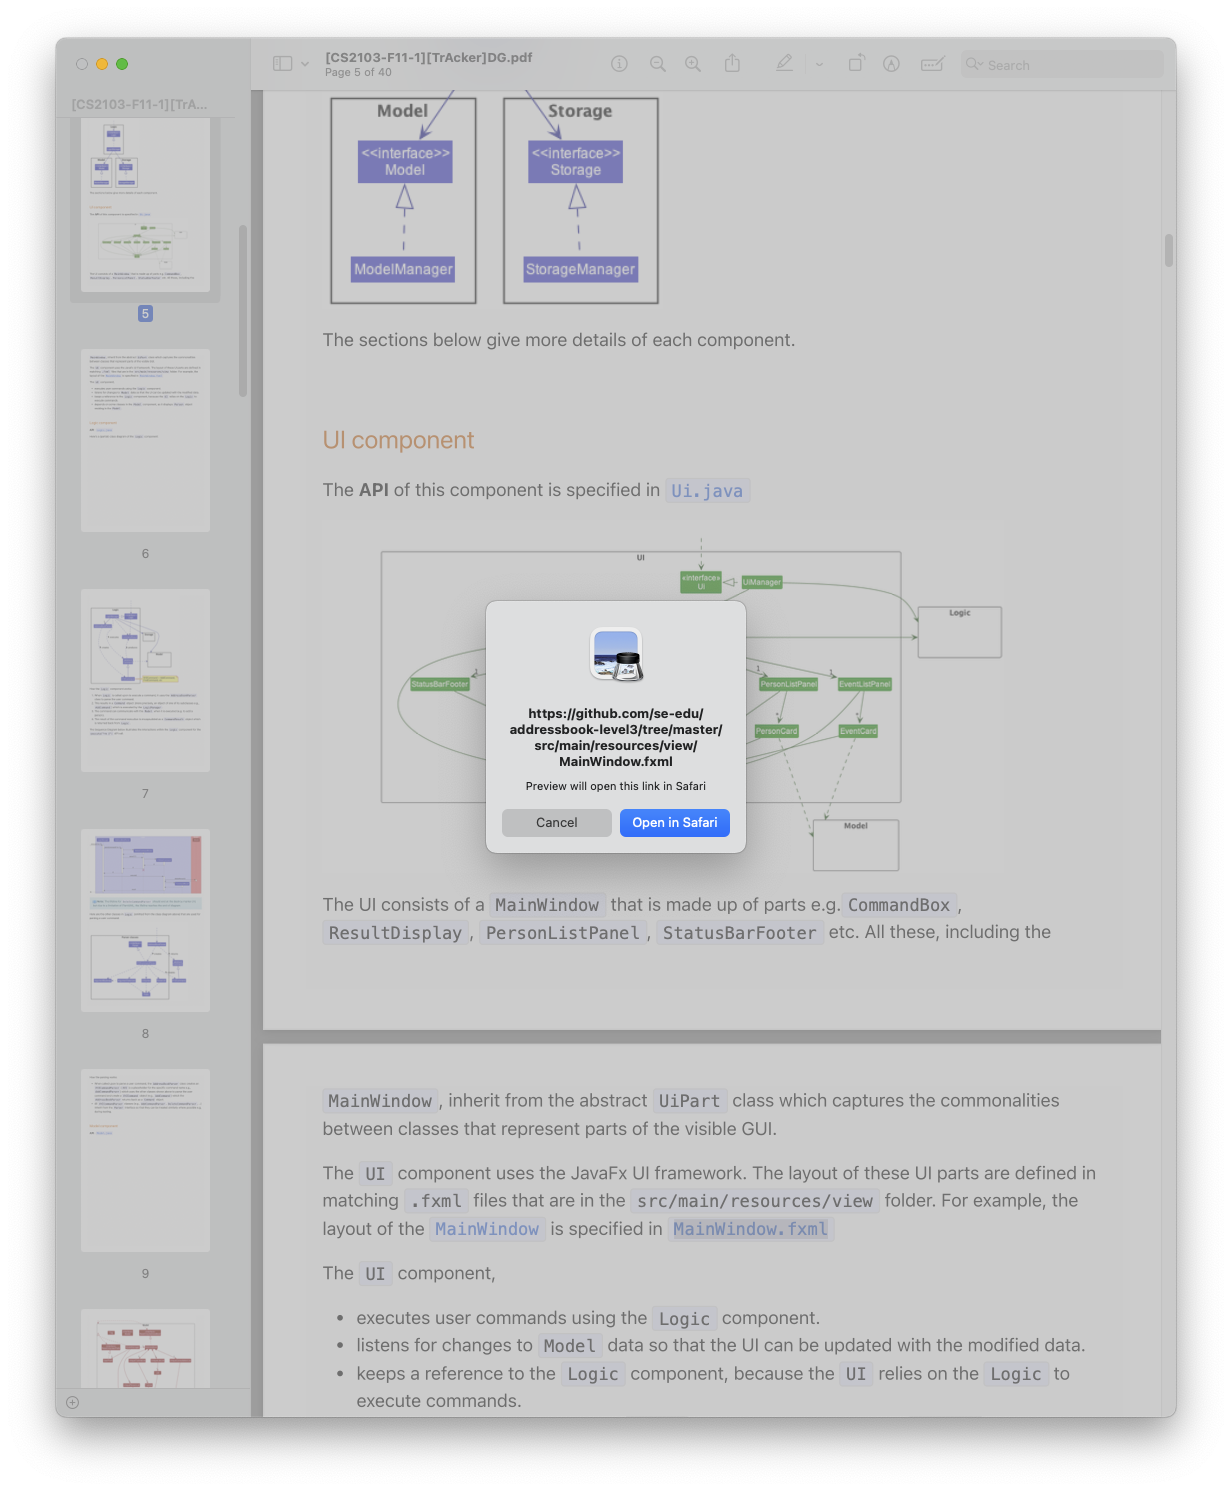 [CS2103-F11-1][TrAcker]DG.pdf
Page 5 of 40
Search
[CS2103-F11-1][TrA...
5
6
7
8
9
Model
Storage
<<interface>>
Model
<<interface>>
Storage
ModelManager
StorageManager
The sections below give more details of each component.
UI component
The API of this component is specified in Ui.java
UI
«interface»
Ui
UiManager
Logic
StatusBarFooter
1
1
PersonListPanel
1
EventListPanel
*
*
PersonCard
EventCard
Model
https://github.com/se-edu/
addressbook-level3/tree/master/
src/main/resources/view/
MainWindow.fxml
Preview will open this link in Safari
Cancel
Open in Safari
The UI consists of a MainWindow that is made up of parts e.g.CommandBox,
ResultDisplay, PersonListPanel, StatusBarFooter etc. All these, including the
MainWindow, inherit from the abstract UiPart class which captures the commonalities
between classes that represent parts of the visible GUI.
The UI component uses the JavaFx UI framework. The layout of these UI parts are defined in
matching .fxml files that are in the src/main/resources/view folder. For example, the
layout of the MainWindow is specified in MainWindow.fxml
The UI component,
• executes user commands using the Logic component.
• listens for changes to Model data so that the UI can be updated with the modified data.
• keeps a reference to the Logic component, because the UI relies on the Logic to
execute commands.